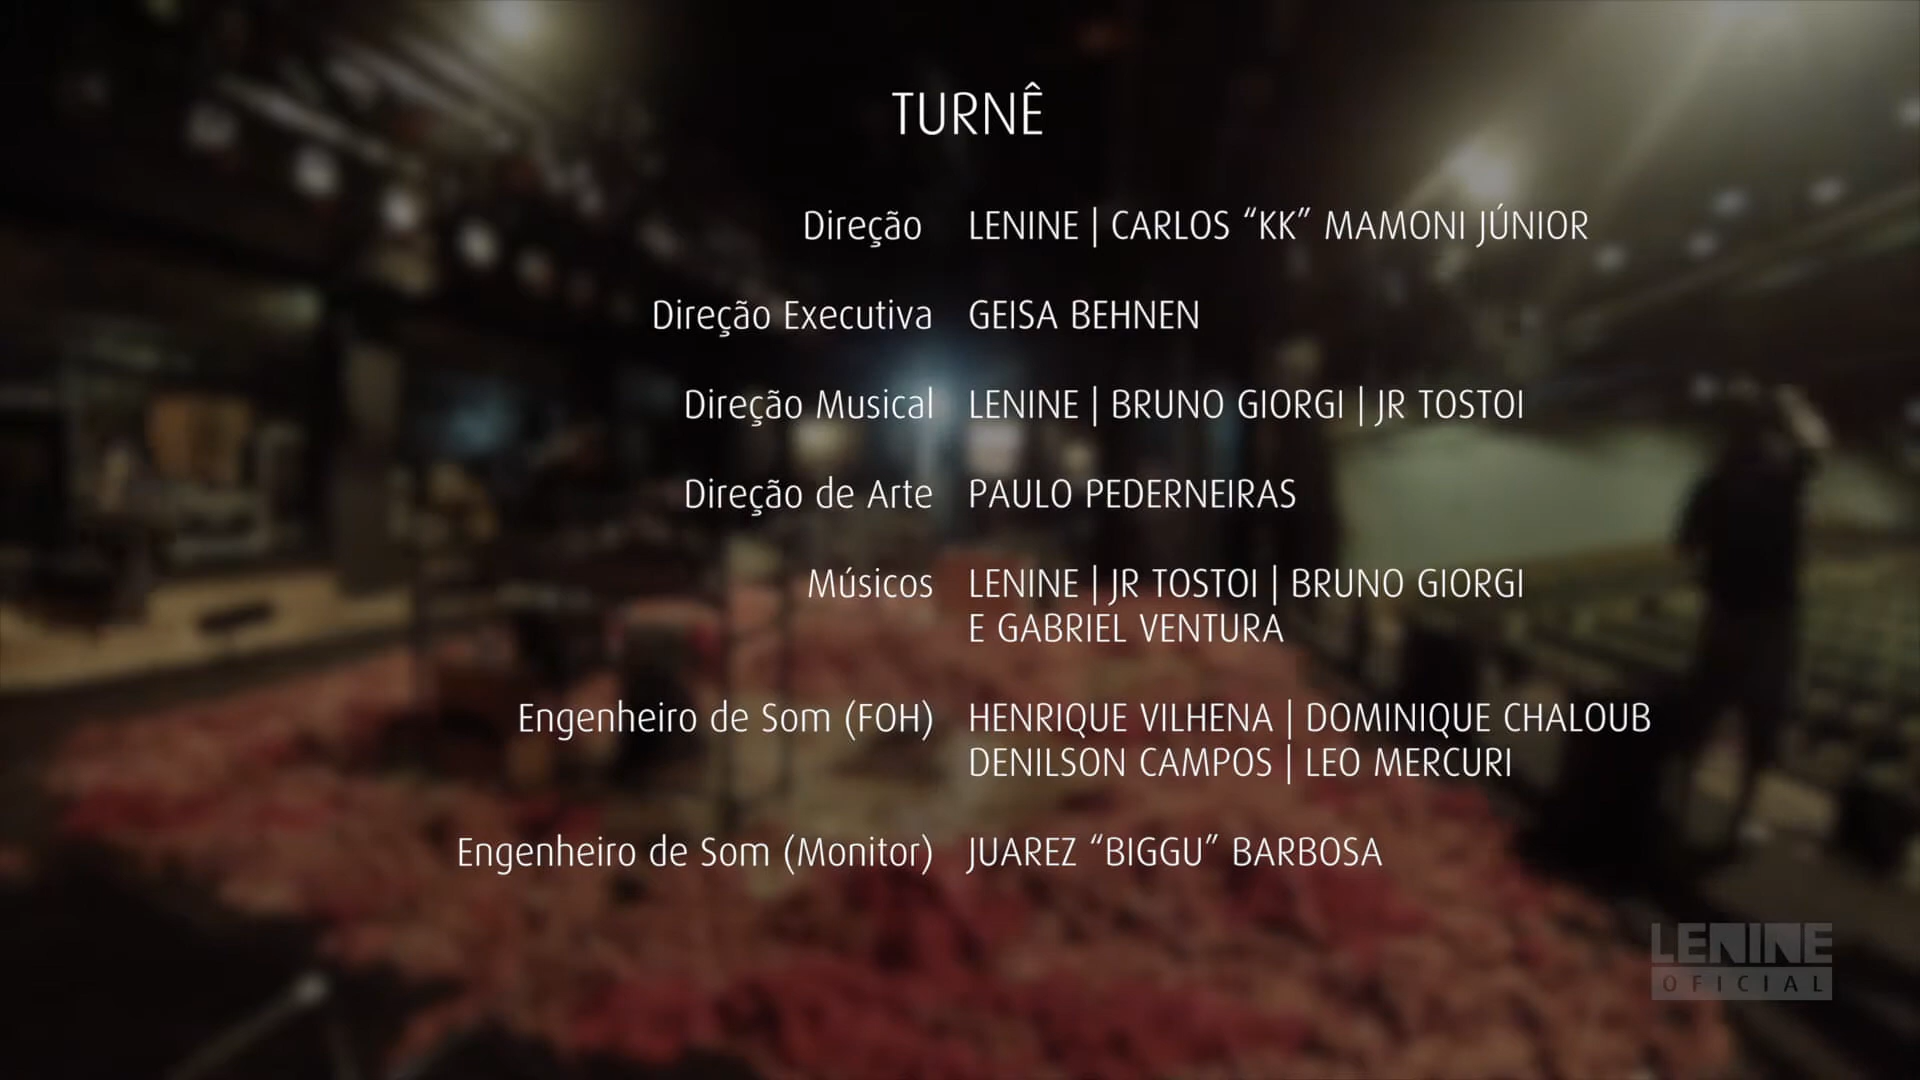 TURNÊ
Direção LENINE | CARLOS “KK” MAMONI JÚNIOR
Direção Executiva GEISA BEHNEN
Direção Musical LENINE | BRUNO GIORGI | JR TOSTOI
Direção de Arte PAULO PEDERNEIRAS
Músicos LENINE | JR TOSTOI | BRUNO GIORGI
E GABRIEL VENTURA
Engenheiro de Som (FOH) HENRIQUE VILHENA | DOMINIQUE CHALOUB
DENILSON CAMPOS | LEO MERCURI
Engenheiro de Som (Monitor) JUAREZ “BIGGU” BARBOSA
LENINE
OFICIAL